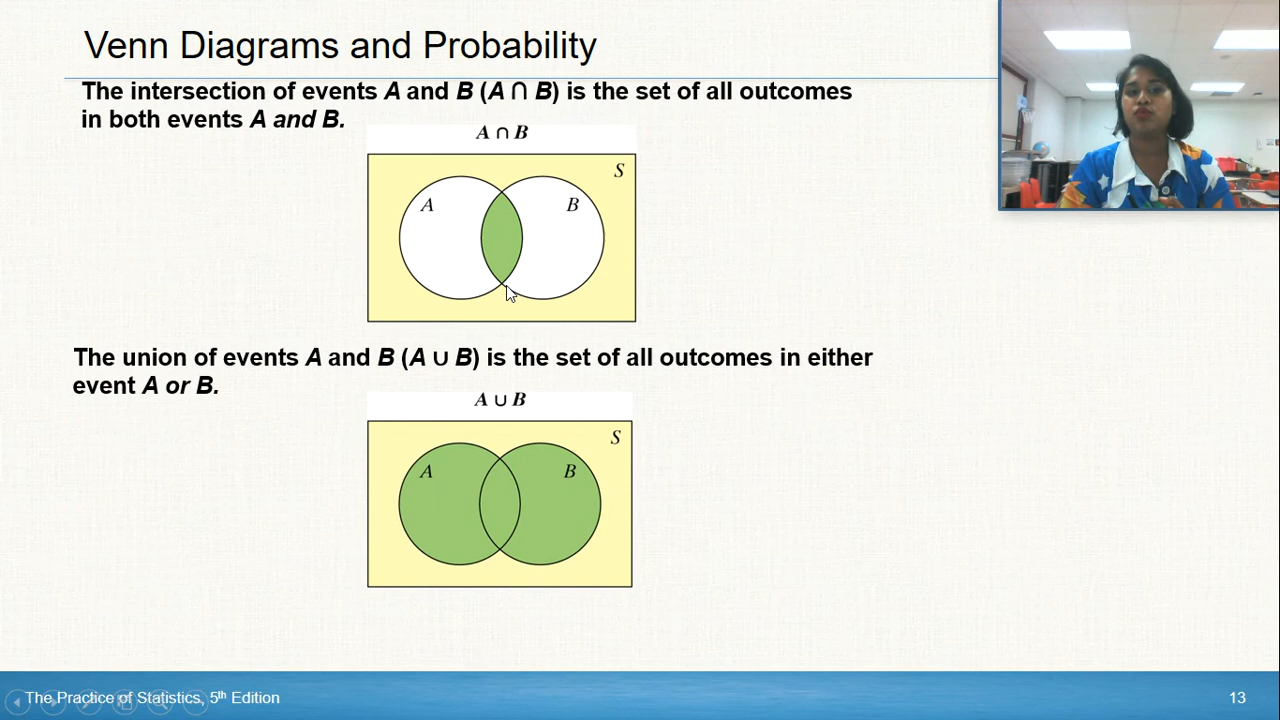 Venn Diagrams and Probability
The intersection of events A and B (A ∩ B) is the set of all outcomes
in both events A and B.
A ∩ B
S
A
B
The union of events A and B (A ∪ B) is the set of all outcomes in either
event A or B.
A ∪ B
S
A
B
The Practice of Statistics, 5th Edition
13